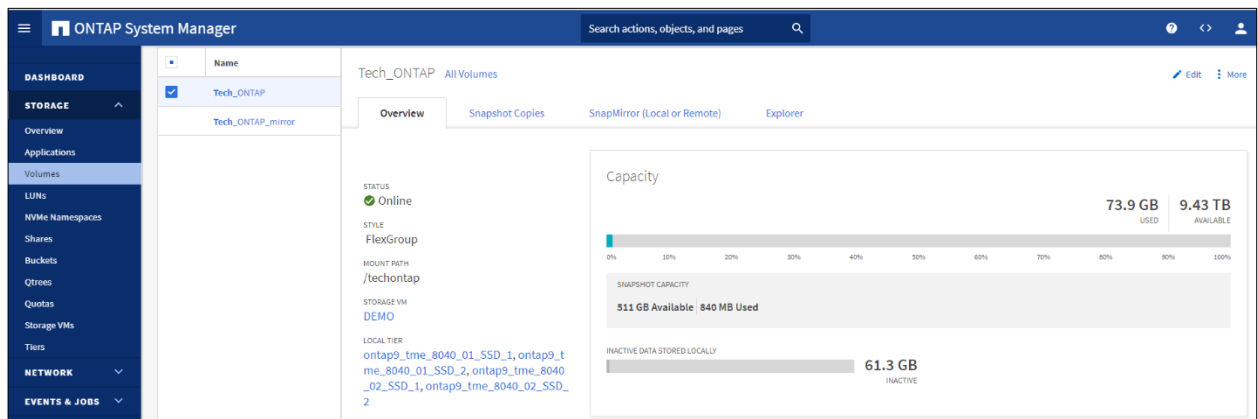 ONTAP System Manager
Search actions, objects, and pages
DASHBOARD
STORAGE
Overview
Applications
Volumes
LUNs
NVMe Namespaces
Shares
Buckets
Qtrees
Quotas
Storage VMs
Tiers
NETWORK
EVENTS & JOBS
Name
Tech_ONTAP
Tech_ONTAP_mirror
Tech_ONTAP All Volumes
Edit More
Overview Snapshot Copies SnapMirror (Local or Remote) Explorer
STATUS
Online
STYLE
FlexGroup
MOUNT PATH
/techontap
STORAGE VM
DEMO
LOCAL TIER
ontap9_tme_8040_01_SSD_1, ontap9_t
me_8040_01_SSD_2, ontap9_tme_8040
_02_SSD_1, ontap9_tme_8040_02_SSD_
2
Capacity
73.9 GB 9.43 TB
USED AVAILABLE
0% 10% 20% 30% 40% 50% 60% 70% 80% 90% 100%
SNAPSHOT CAPACITY
511 GB Available 840 MB Used
INACTIVE DATA STORED LOCALLY
61.3 GB
INACTIVE